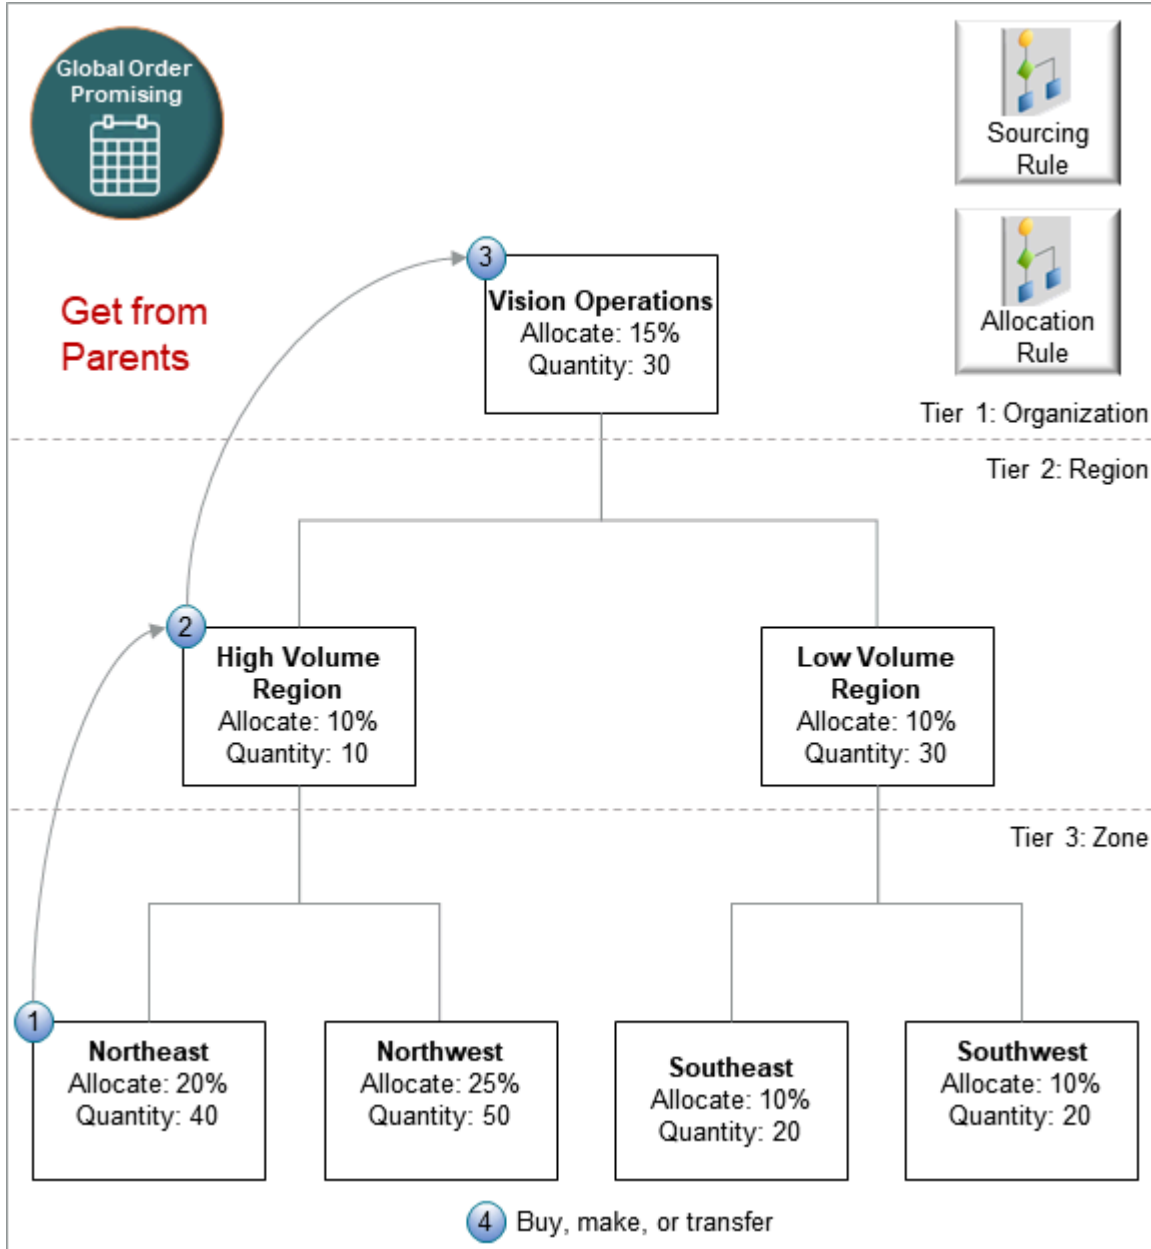 Global Order
Promising
Sourcing
Rule
Allocation
Rule
Get from
Parents
3
Vision Operations
Allocate: 15%
Quantity: 30
Tier 1: Organization
Tier 2: Region
2
High Volume
Region
Allocate: 10%
Quantity: 10
Low Volume
Region
Allocate: 10%
Quantity: 30
Tier 3: Zone
1
Northeast
Allocate: 20%
Quantity: 40
Northwest
Allocate: 25%
Quantity: 50
Southeast
Allocate: 10%
Quantity: 20
Southwest
Allocate: 10%
Quantity: 20
4 Buy, make, or transfer